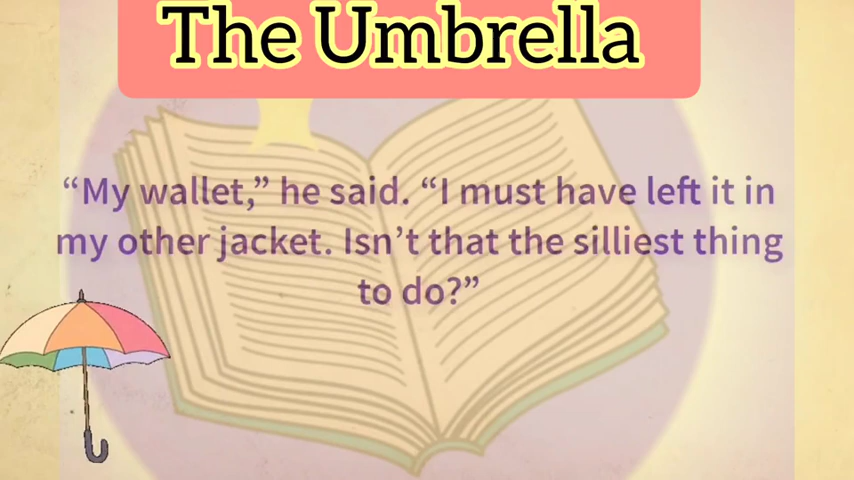 The Umbrella
“My wallet,” he said. “I must have left it in
my other jacket. Isn’t that the silliest thing
to do?”